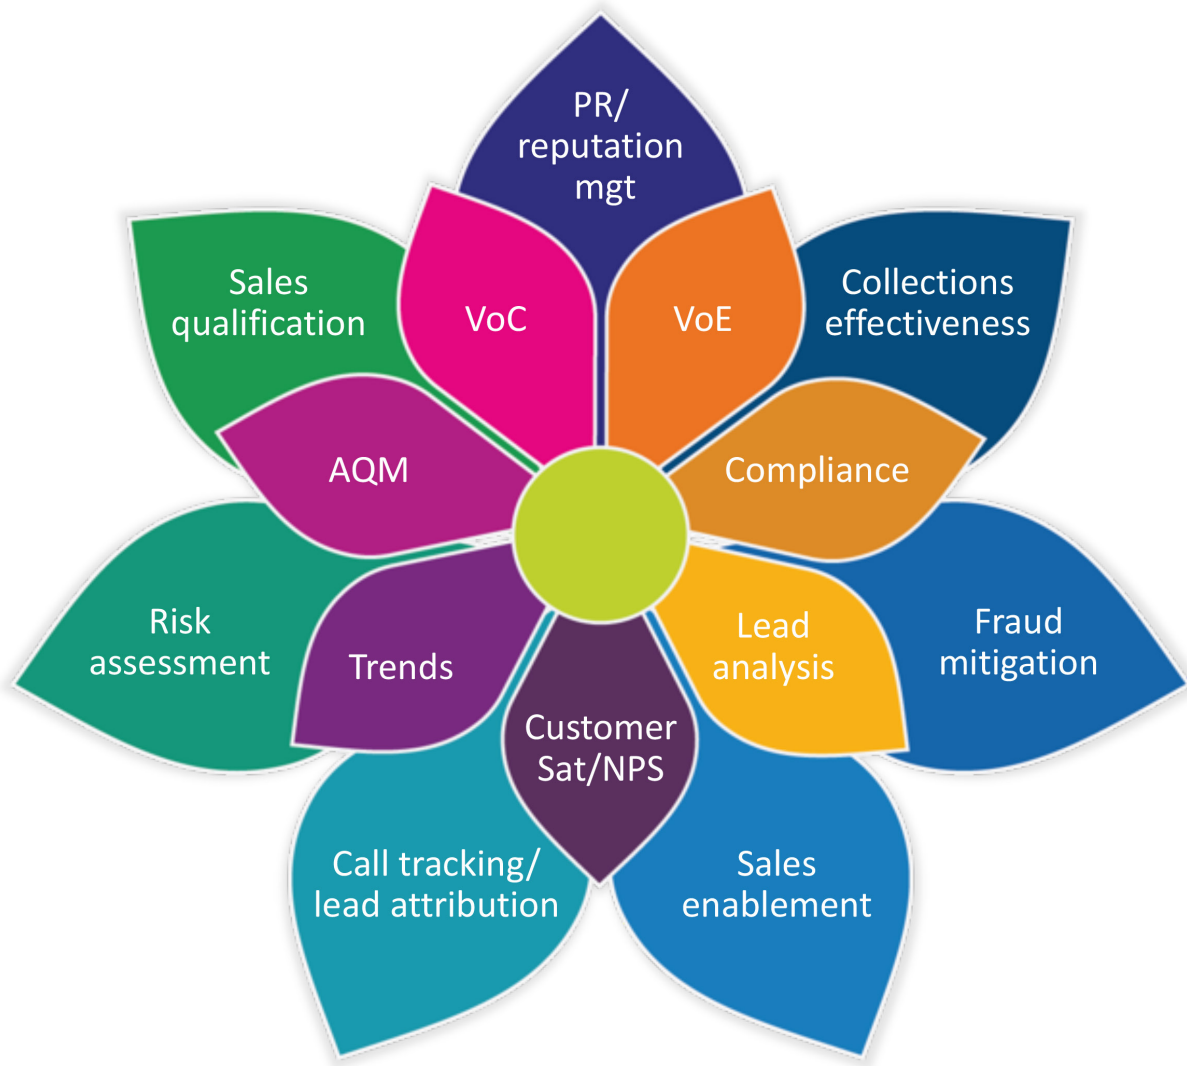 PR/
reputation
mgt
Sales
qualification
VoC
VoE
Collections
effectiveness
AQM
Compliance
Risk
assessment
Trends
Lead
analysis
Fraud
mitigation
Customer
Sat/NPS
Call tracking/
lead attribution
Sales
enablement